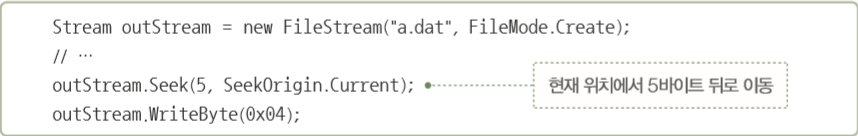 Stream outStream = new FileStream("a.dat", FileMode.Create);
// …
outStream.Seek(5, SeekOrigin.Current);
현재 위치에서 5바이트 뒤로 이동
outStream.WriteByte(0x04);